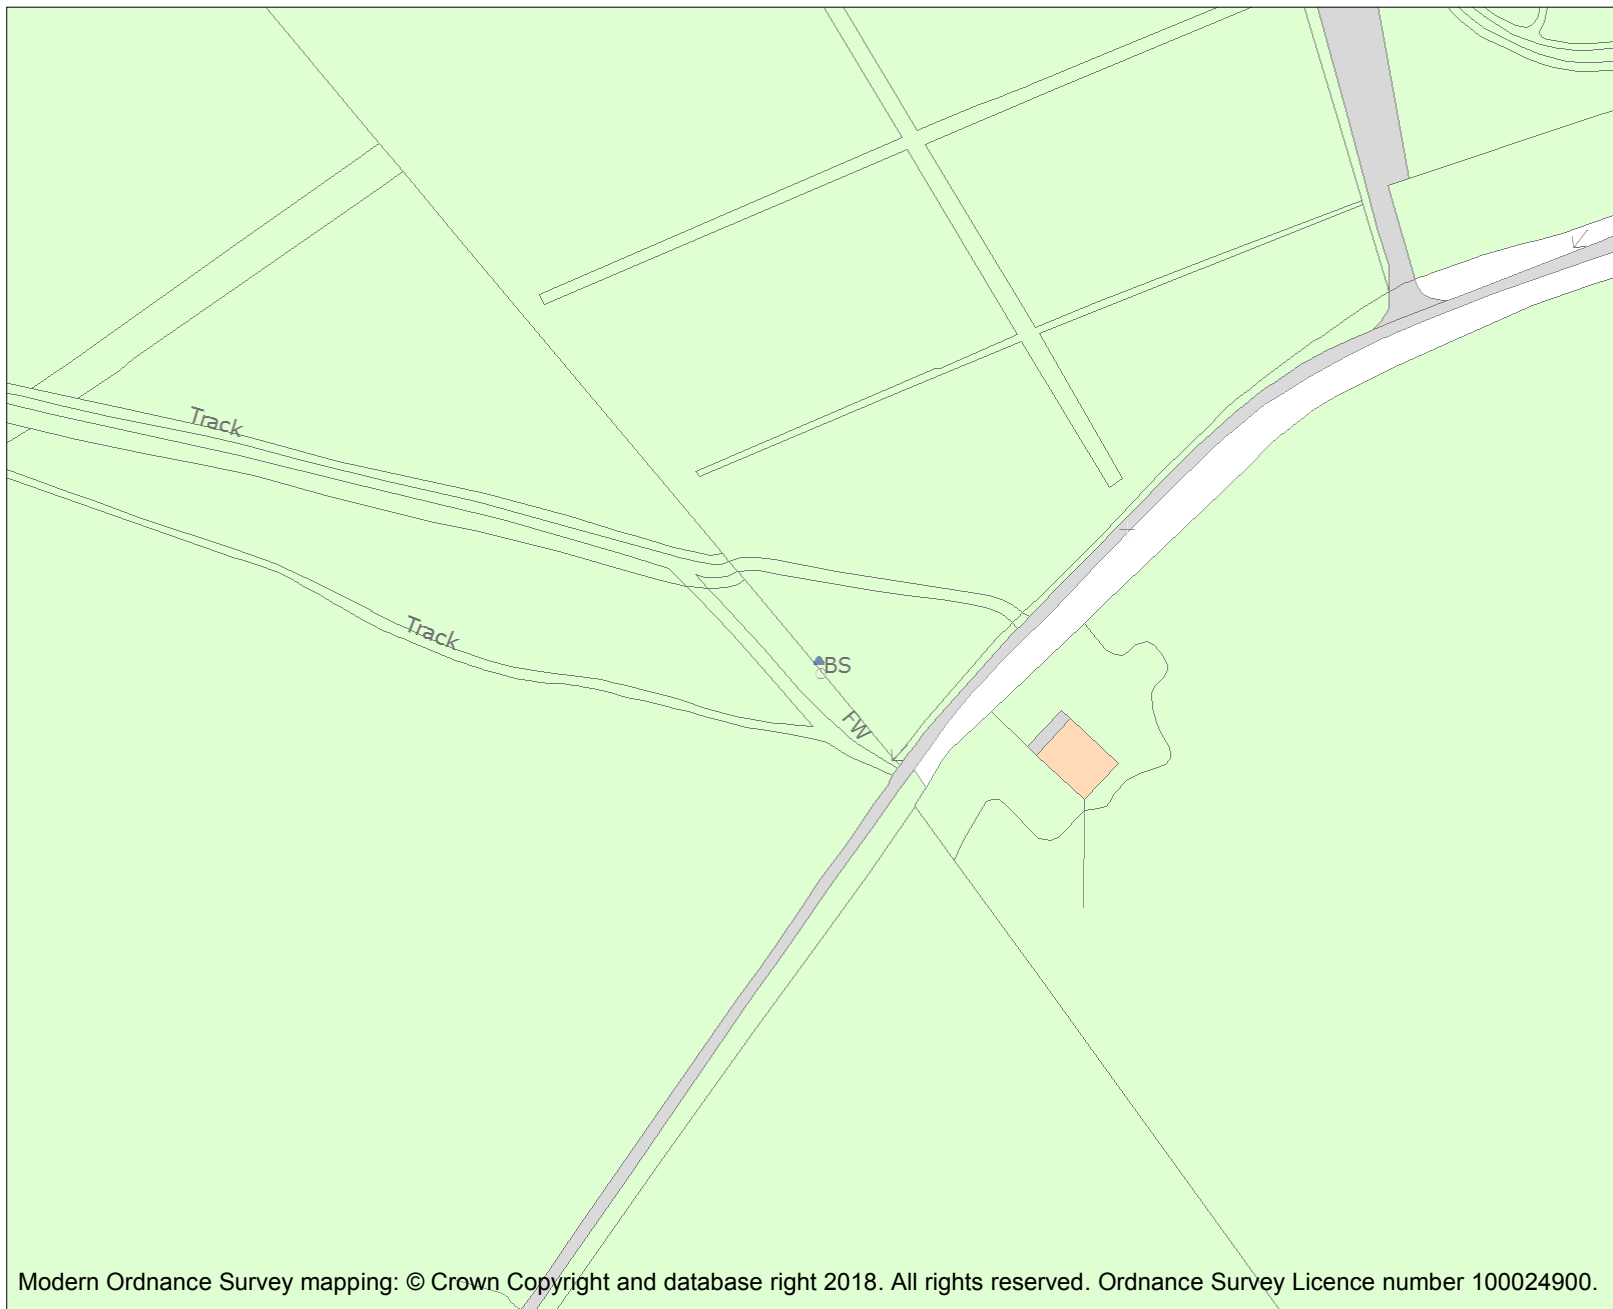 Track
Track
BS
FW
Modern Ordnance Survey mapping: © Crown Copyright and database right 2018. All rights reserved. Ordnance Survey Licence number 100024900.